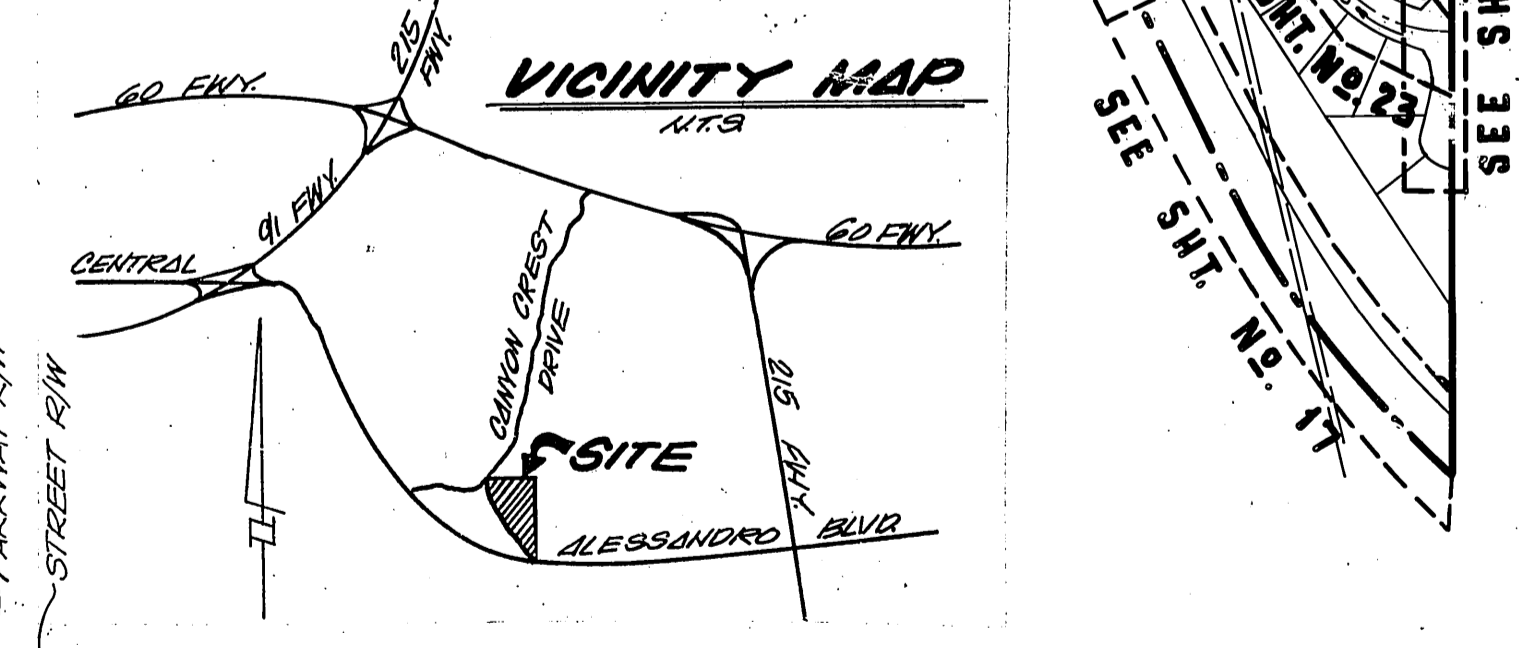 VICINITY MAP
N.T.S.
60 FWY.
215
FWY.
91 FWY.
CENTRAL
CANYON CREST
DRIVE
60 FWY.
215 FWY.
SITE
ALESSANDRO BLVD.
STREET R/W
SHT. No. 23
SEE SHT. No. 17
SEE